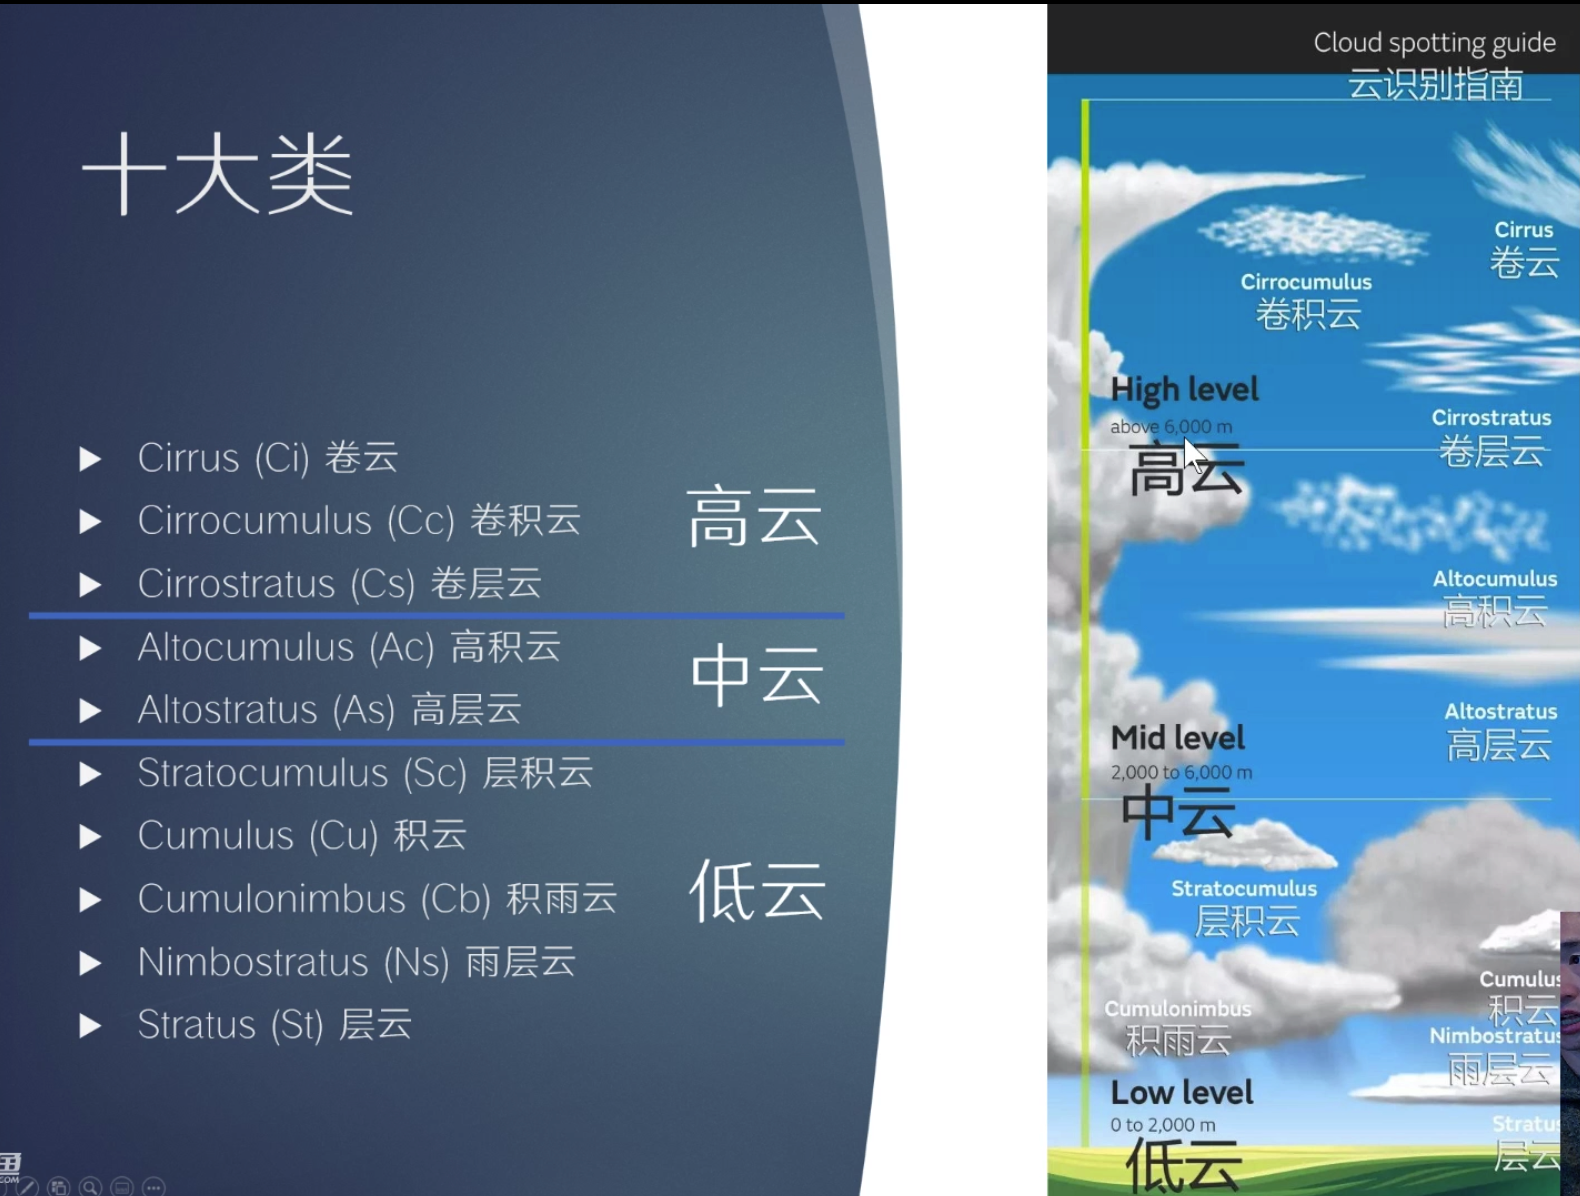 十大类
Cirrus (Ci) 卷云
Cirrocumulus (Cc) 卷积云
Cirrostratus (Cs) 卷层云
高云
Altocumulus (Ac) 高积云
Altostratus (As) 高层云
中云
Stratocumulus (Sc) 层积云
Cumulus (Cu) 积云
Cumulonimbus (Cb) 积雨云
Nimbostratus (Ns) 雨层云
Stratus (St) 层云
低云
Cloud spotting guide
云识别指南
Cirrus
卷云
Cirrocumulus
卷积云
High level
above 6,000 m
高云
Cirrostratus
卷层云
Altocumulus
高积云
Altostratus
高层云
Mid level
2,000 to 6,000 m
中云
Stratocumulus
层积云
Cumulus
积云
Cumulonimbus
积雨云
Nimbostratus
雨层云
Low level
0 to 2,000 m
低云
Stratu
层云